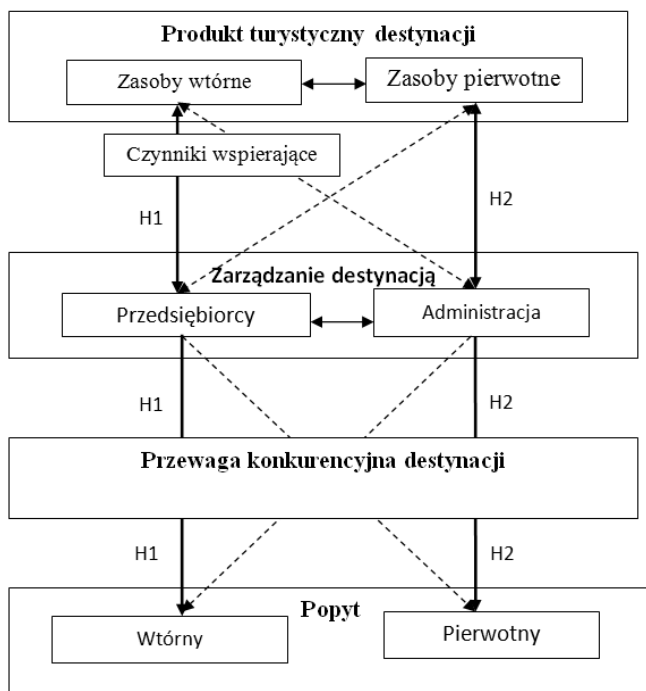 Produkt turystyczny destynacji
Zasoby wtórne
Zasoby pierwotne
Czynniki wspierające
H1
H2
Zarządzanie destynacją
Przedsiębiorcy
Administracja
H1
H2
Przewaga konkurencyjna destynacji
H1
H2
Popyt
Wtórny
Pierwotny